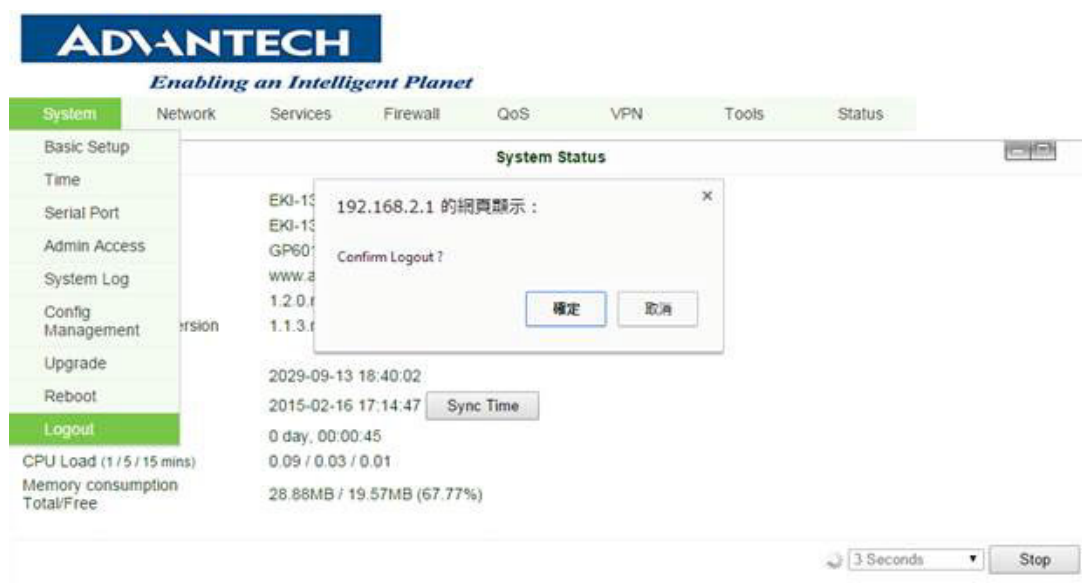 ADVANTECH
Enabling an Intelligent Planet
System Network Services Firewall QoS VPN Tools Status
Basic Setup
System Status
Time
Serial Port
Admin Access
System Log
Config
Management
Upgrade
Reboot
Logout
192.168.2.1 的網頁顯示：
×
Confirm Logout ?
確定 取消
EKI-13
EKI-13
GP601
www.a
1.2.0.r
ersion 1.1.3.r
2029-09-13 18:40:02
2015-02-16 17:14:47 Sync Time
0 day, 00:00:45
CPU Load (1 / 5 / 15 mins) 0.09 / 0.03 / 0.01
Memory consumption
Total/Free 28.88MB / 19.57MB (67.77%)
3 Seconds Stop